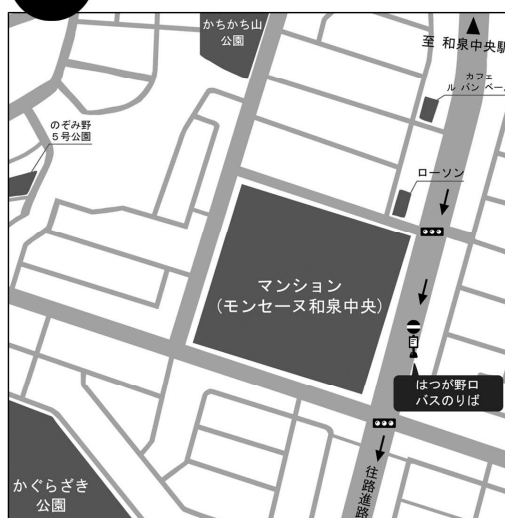 かちかち山
公園
至 和泉中央駅
カフェ
ル パン ベール
のぞみ野
5号公園
ローソン
マンション
(モンセーヌ和泉中央)
はつが野口
バスのりば
かぐらざき
公園
往路進路